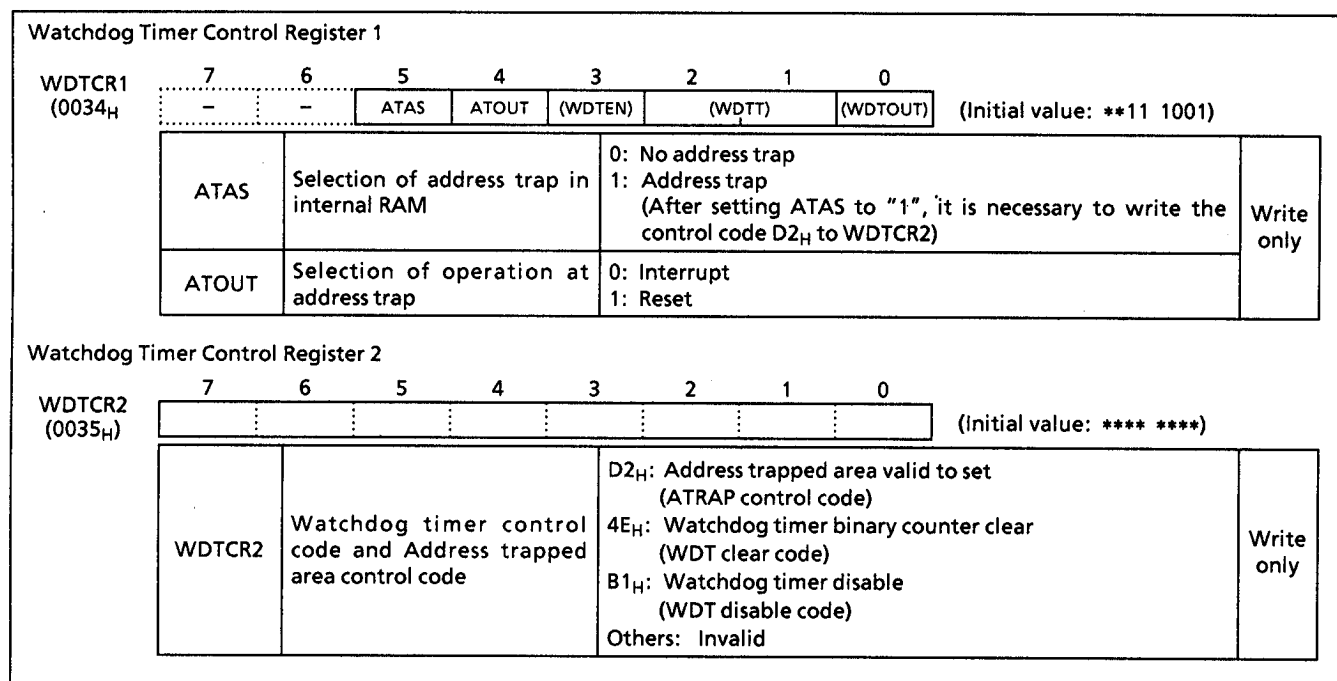 Watchdog Timer Control Register 1
7 6 5 4 3 2 1 0
WDTCR1
(0034H
– – ATAS ATOUT (WDTEN) (WDTT) (WDTOUT) (Initial value: **11 1001)
ATAS
Selection of address trap in
internal RAM
0: No address trap
1: Address trap
(After setting ATAS to "1", it is necessary to write the
control code D2H to WDTCR2)
Write
only
ATOUT
Selection of operation at
address trap
0: Interrupt
1: Reset
Watchdog Timer Control Register 2
7 6 5 4 3 2 1 0
WDTCR2
(0035H)
(Initial value: **** ****)
WDTCR2
Watchdog timer control
code and Address trapped
area control code
D2H: Address trapped area valid to set
(ATRAP control code)
4EH: Watchdog timer binary counter clear
(WDT clear code)
B1H: Watchdog timer disable
(WDT disable code)
Others: Invalid
Write
only